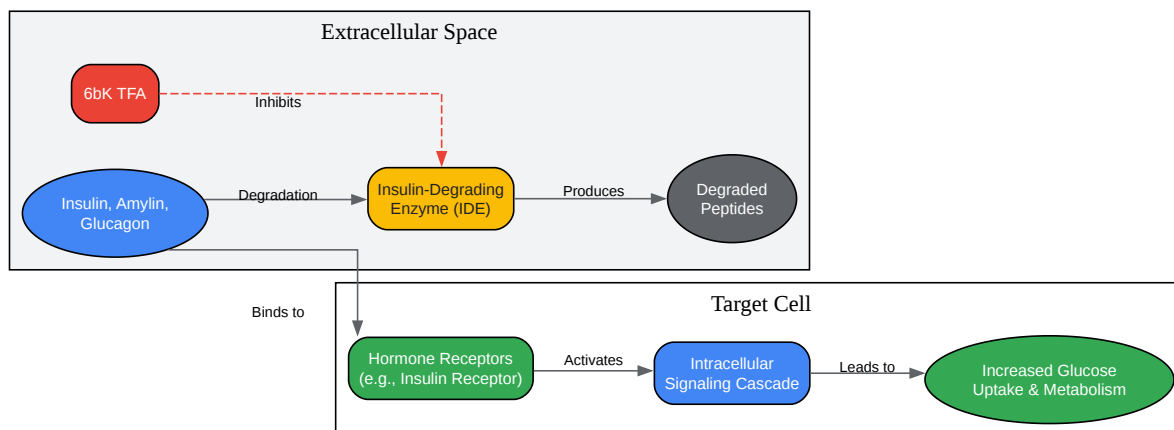 Extracellular Space
6bK TFA
Inhibits
Insulin, Amylin,
Glucagon
Degradation
Insulin-Degrading
Enzyme (IDE)
Produces
Degraded
Peptides
Binds to
Target Cell
Hormone Receptors
(e.g., Insulin Receptor)
Activates
Intracellular
Signaling Cascade
Leads to
Increased Glucose
Uptake & Metabolism